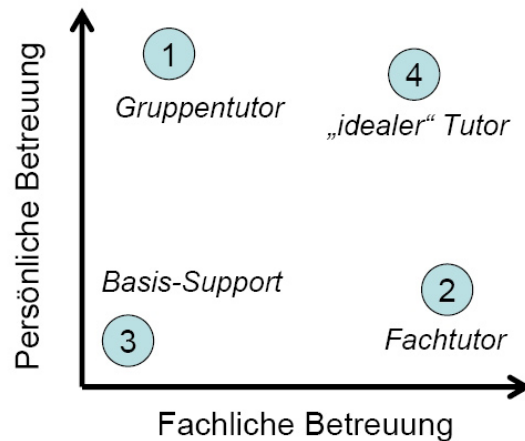 Persönliche Betreuung
1
Gruppentutor
4
„idealer“ Tutor
Basis-Support
3
2
Fachtutor
Fachliche Betreuung